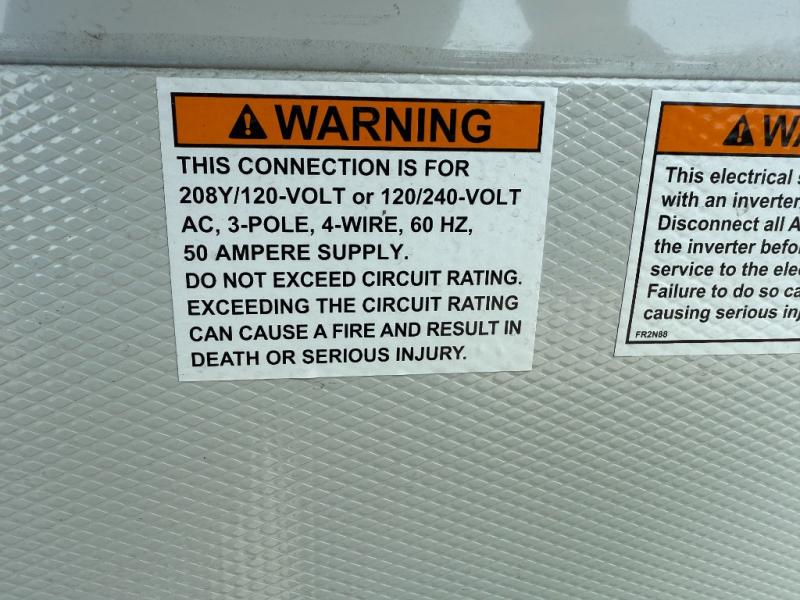 WARNING
THIS CONNECTION IS FOR
208Y/120-VOLT or 120/240-VOLT
AC, 3-POLE, 4-WIRE, 60 HZ,
50 AMPERE SUPPLY.
DO NOT EXCEED CIRCUIT RATING.
EXCEEDING THE CIRCUIT RATING
CAN CAUSE A FIRE AND RESULT IN
DEATH OR SERIOUS INJURY.
This electrical
with an inverter,
Disconnect all
the inverter
service to the
Failure to do so
causing serious
FR2N88